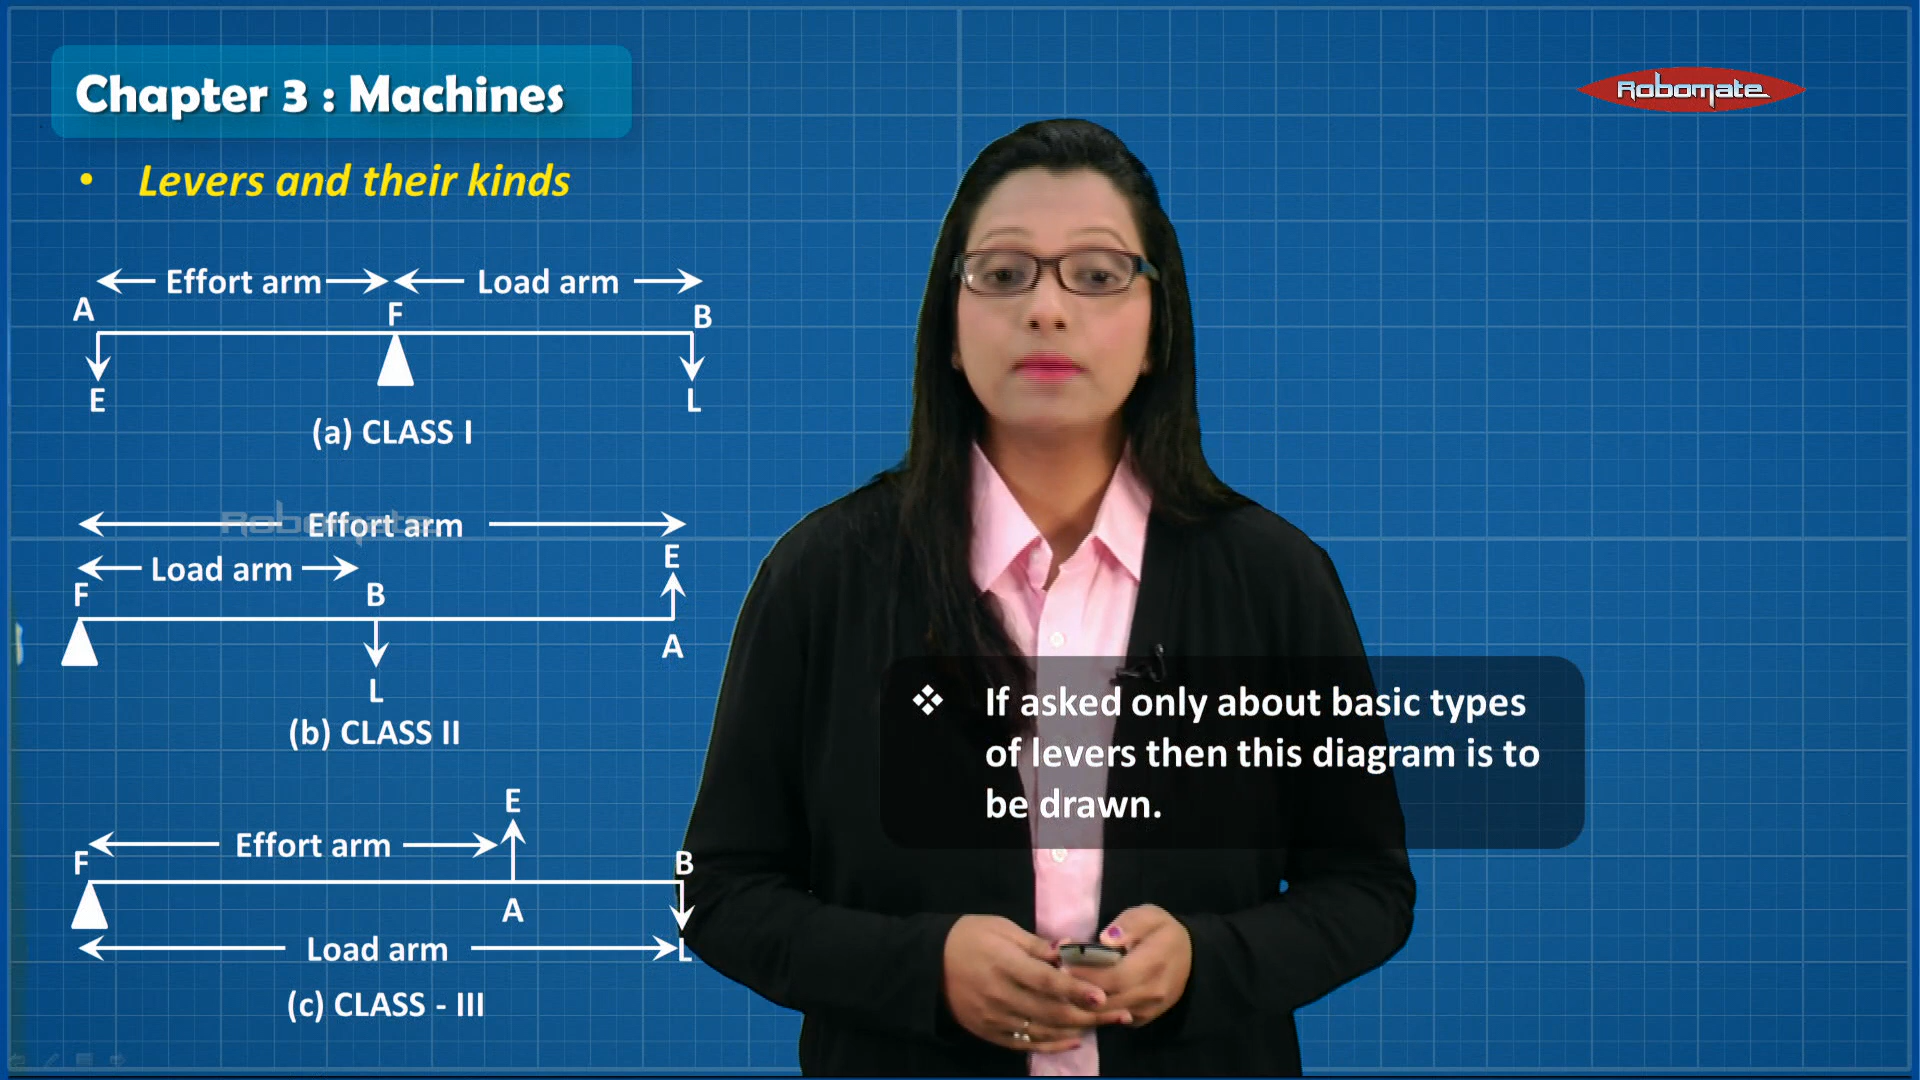 Chapter 3 : Machines
Robomate
• Levers and their kinds
Effort arm Load arm
A F B
E L
(a) CLASS I
Robomate
Effort arm
E
Load arm
F B
A
L
(b) CLASS II
❖ If asked only about basic types
of levers then this diagram is to
be drawn.
E
Effort arm
F B
A
Load arm L
(c) CLASS - III